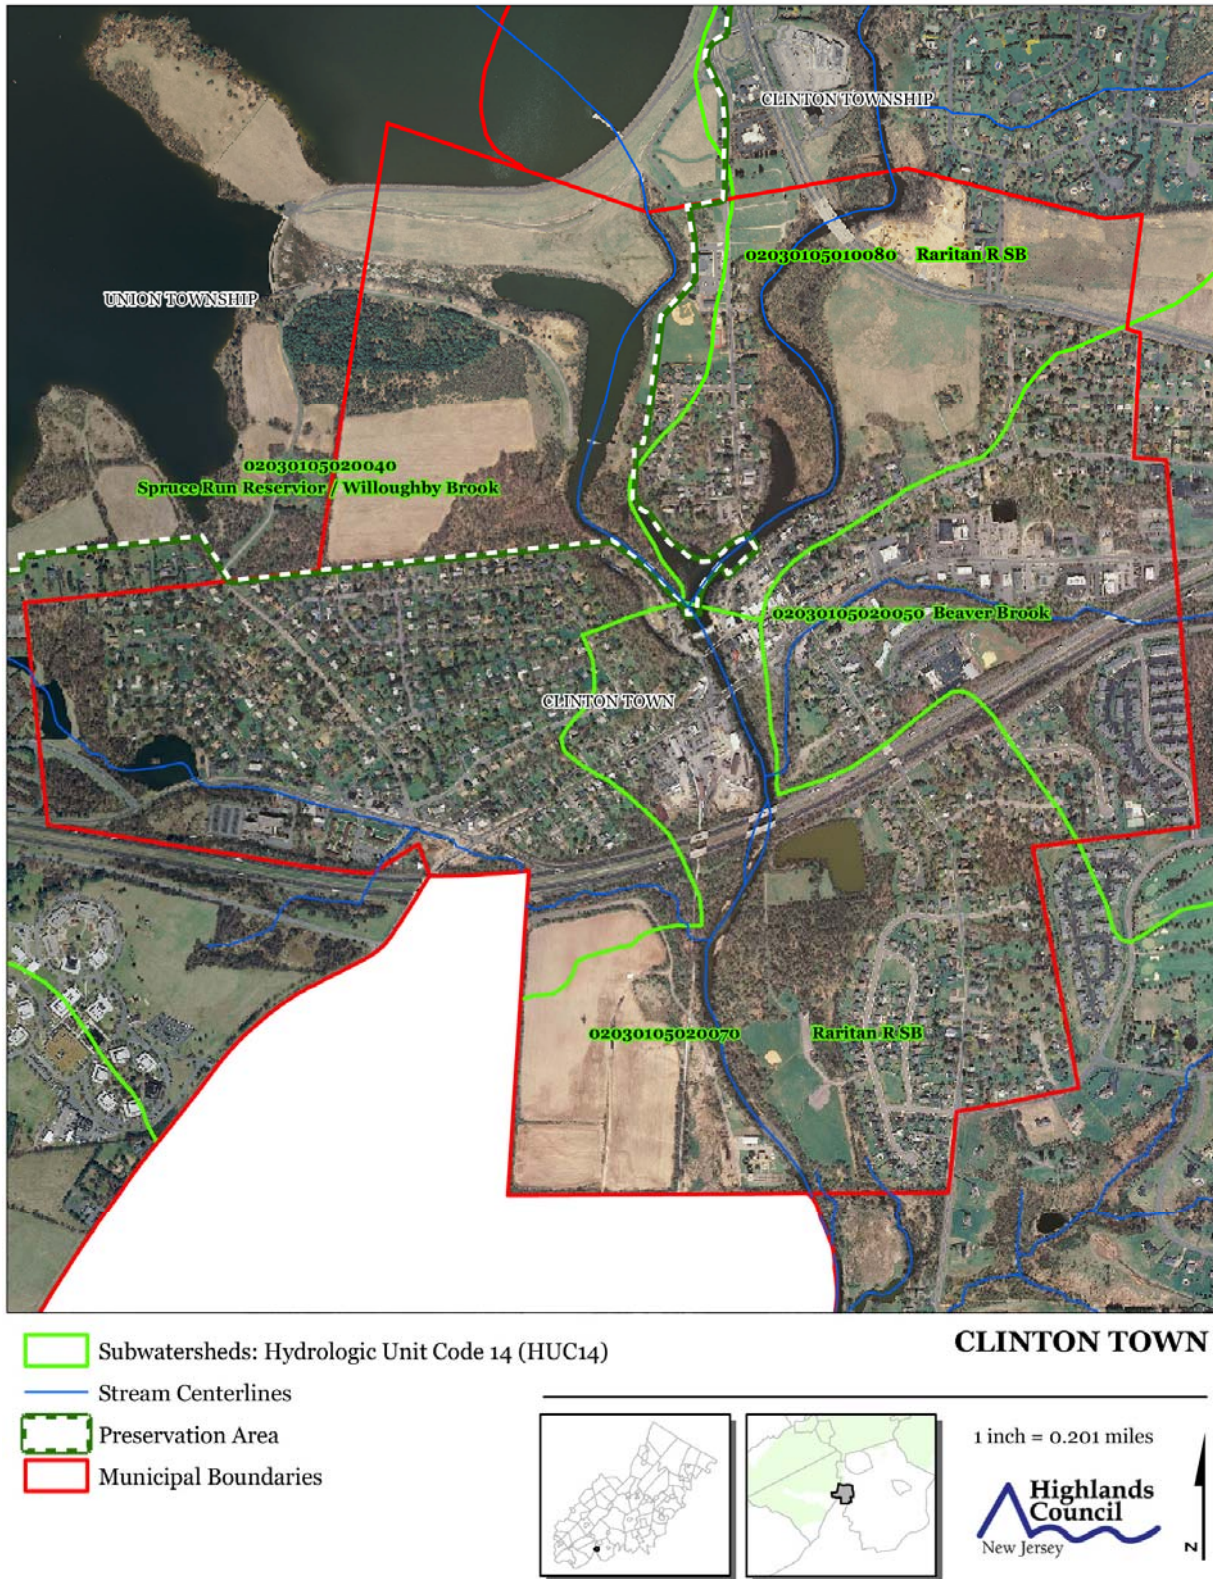 CLINTON TOWNSHIP
02030105010080 Raritan R SB
UNION TOWNSHIP
02030105020040
Spruce Run Reservior / Willoughby Brook
02030105020050 Beaver Brook
CLINTON TOWN
02030105020070 Raritan R SB
CLINTON TOWN
Subwatersheds: Hydrologic Unit Code 14 (HUC14)
Stream Centerlines
Preservation Area
Municipal Boundaries
1 inch = 0.201 miles
Highlands
Council
New Jersey
N